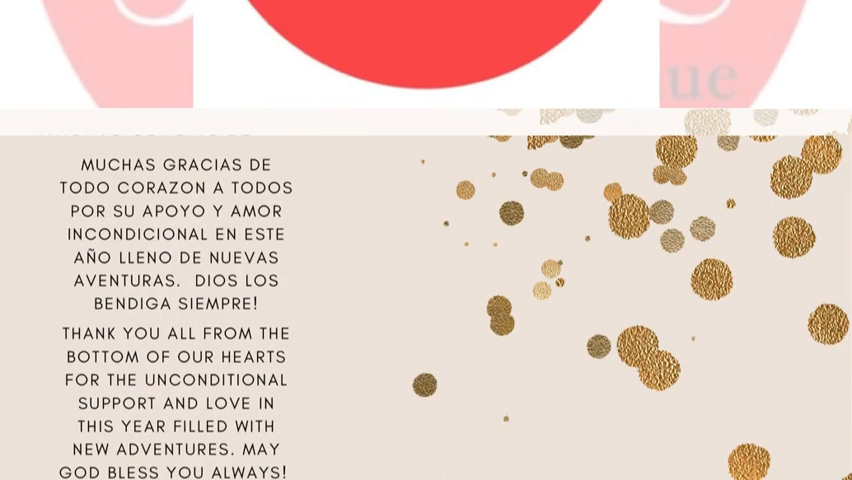 ue
MUCHAS GRACIAS DE
TODO CORAZON A TODOS
POR SU APOYO Y AMOR
INCONDICIONAL EN ESTE
AÑO LLENO DE NUEVAS
AVENTURAS. DIOS LOS
BENDIGA SIEMPRE!
THANK YOU ALL FROM THE
BOTTOM OF OUR HEARTS
FOR THE UNCONDITIONAL
SUPPORT AND LOVE IN
THIS YEAR FILLED WITH
NEW ADVENTURES. MAY
GOD BLESS YOU ALWAYS!